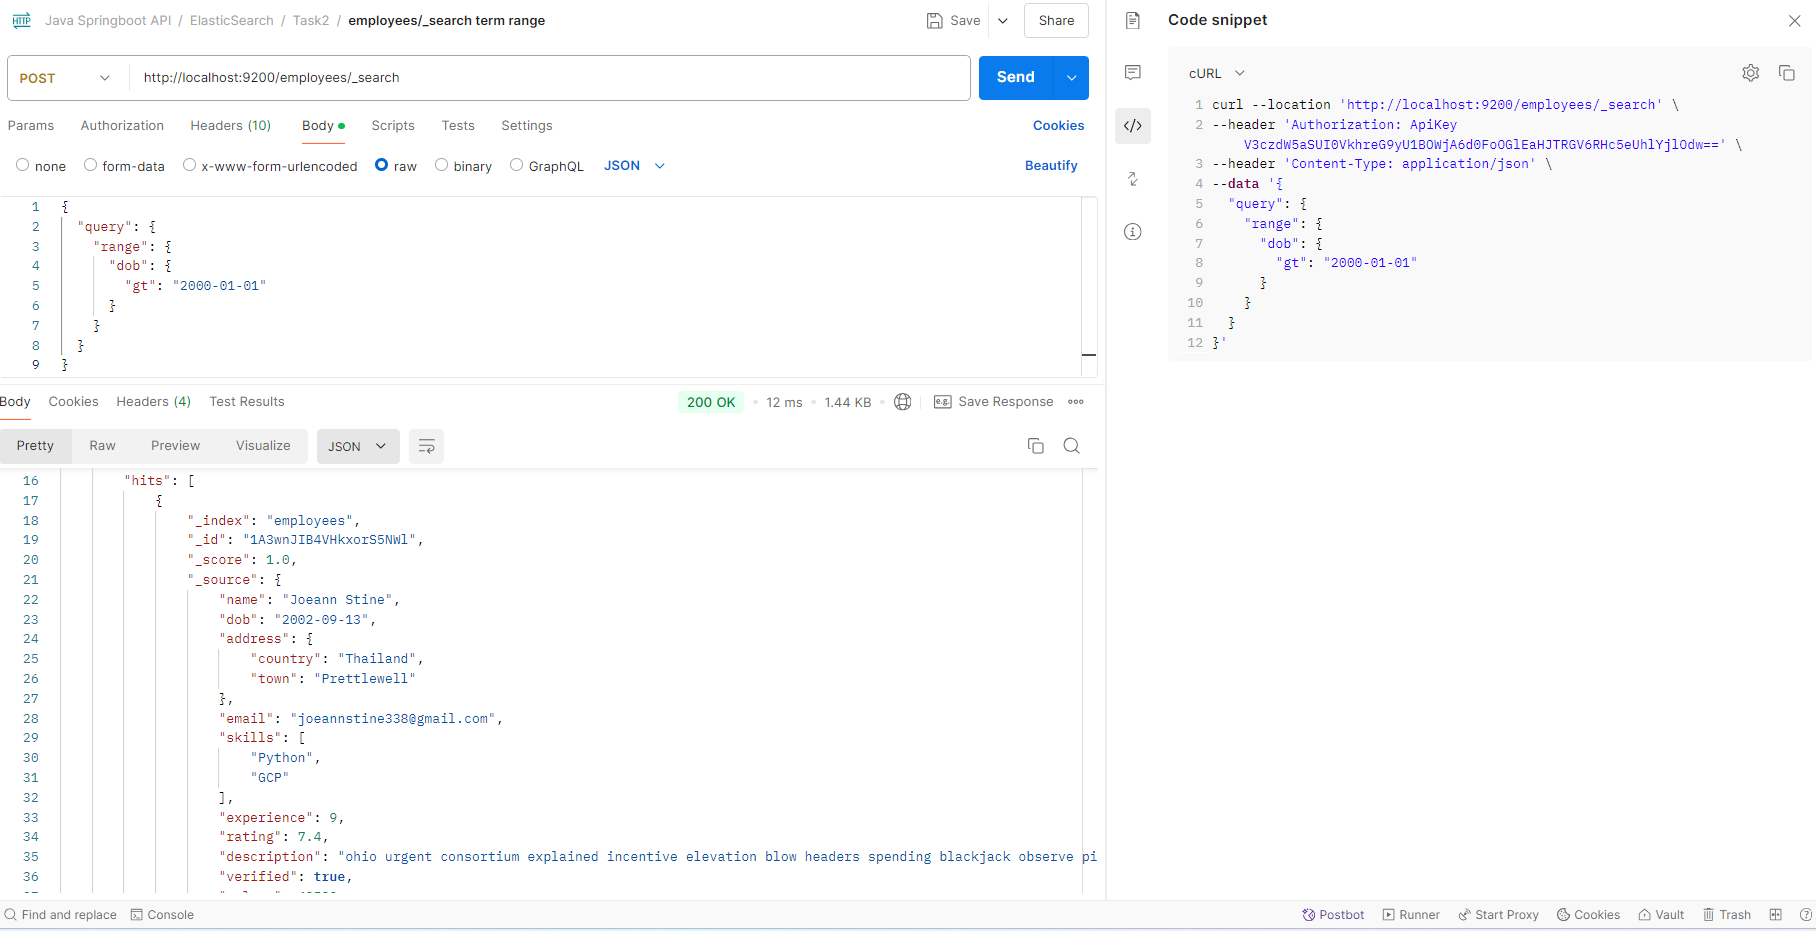 HTTP Java Springboot API / ElasticSearch / Task2 / employees/_search term range
Save
Share
POST http://localhost:9200/employees/_search
Send
Params Authorization Headers (10) Body Scripts Tests Settings Cookies
none form-data x-www-form-urlencoded raw binary GraphQL JSON Beautify
1 {
2 "query": {
3 "range": {
4 "dob": {
5 "gt": "2000-01-01"
6 }
7 }
8 }
9 }
Body Cookies Headers (4) Test Results 200 OK 12 ms 1.44 KB e.g. Save Response
Pretty Raw Preview Visualize JSON
16 "hits": [
17 {
18 "_index": "employees",
19 "_id": "1A3wnJIB4VHkxorS5NWl",
20 "_score": 1.0,
21 "_source": {
22 "name": "Joeann Stine",
23 "dob": "2002-09-13",
24 "address": {
25 "country": "Thailand",
26 "town": "Prettlewell"
27 },
28 "email": "joeannstine338@gmail.com",
29 "skills": [
30 "Python",
31 "GCP"
32 ],
33 "experience": 9,
34 "rating": 7.4,
35 "description": "ohio urgent consortium explained incentive elevation blow headers spending blackjack observe pi
36 "verified": true,
Find and replace Console
Code snippet
cURL
1 curl --location 'http://localhost:9200/employees/_search' \
2 --header 'Authorization: ApiKey
V3czdW5aSUI0VkhreG9yU1BOWjA6d0FoOGlEaHJTRGV6RHc5eUhlYjlOdw==' \
3 --header 'Content-Type: application/json' \
4 --data '{
5 "query": {
6 "range": {
7 "dob": {
8 "gt": "2000-01-01"
9 }
10 }
11 }
12 }'
Postbot Runner Start Proxy Cookies Vault Trash